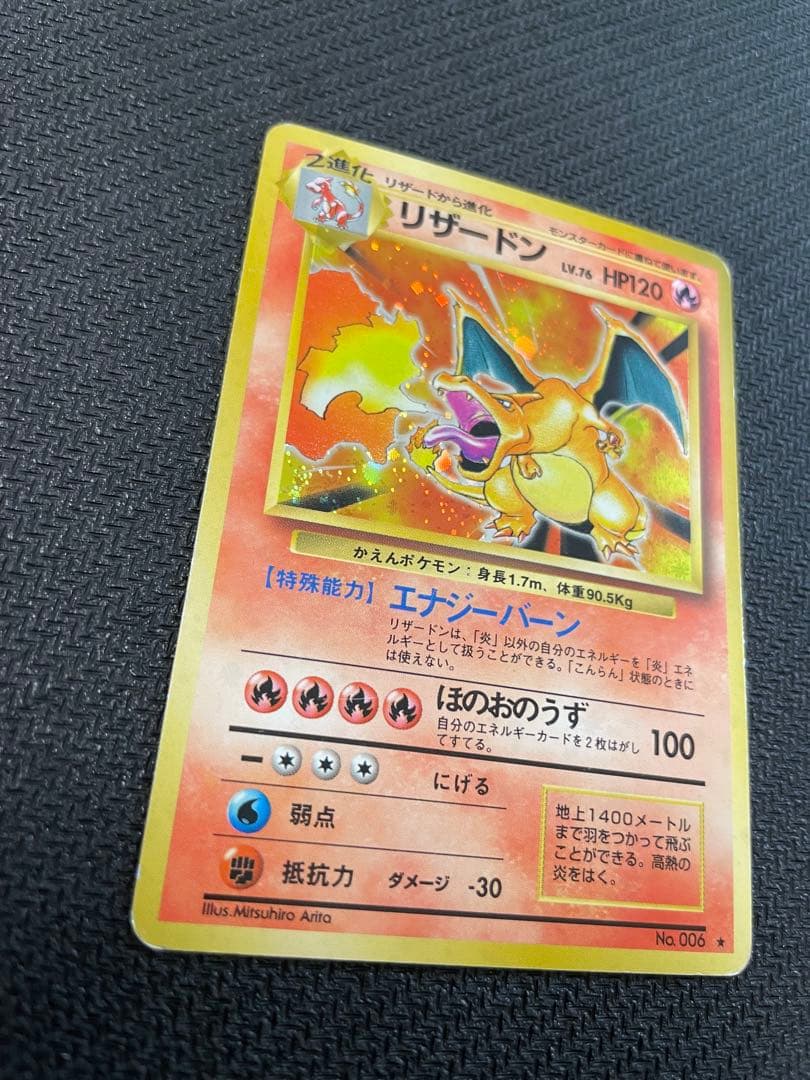 2進化
リザードから進化
モンスターカードに重ねて使います。
リザードン
LV.76 HP120
かえんポケモン：身長1.7m、体重90.5Kg
【特殊能力】エナジーバーン
リザードンは、「炎」以外の自分のエネルギーを「炎」エネ
ルギーとして扱うことができる。「こんらん」状態のときに
は使えない。
ほのおのうず
100
自分のエネルギーカードを2枚はがし
てすてる。
にげる
弱点
抵抗力 ダメージ -30
地上1400メートル
まで羽をつかって飛ぶ
ことができる。高熱の
炎をはく。
Illus.Mitsuhiro Arita
No.006 ★